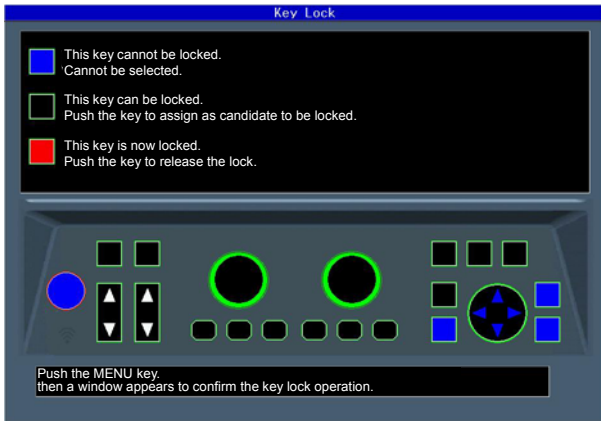 Key Lock
This key cannot be locked.
'Cannot be selected.
This key can be locked.
Push the key to assign as candidate to be locked.
This key is now locked.
Push the key to release the lock.
Push the MENU key.
then a window appears to confirm the key lock operation.